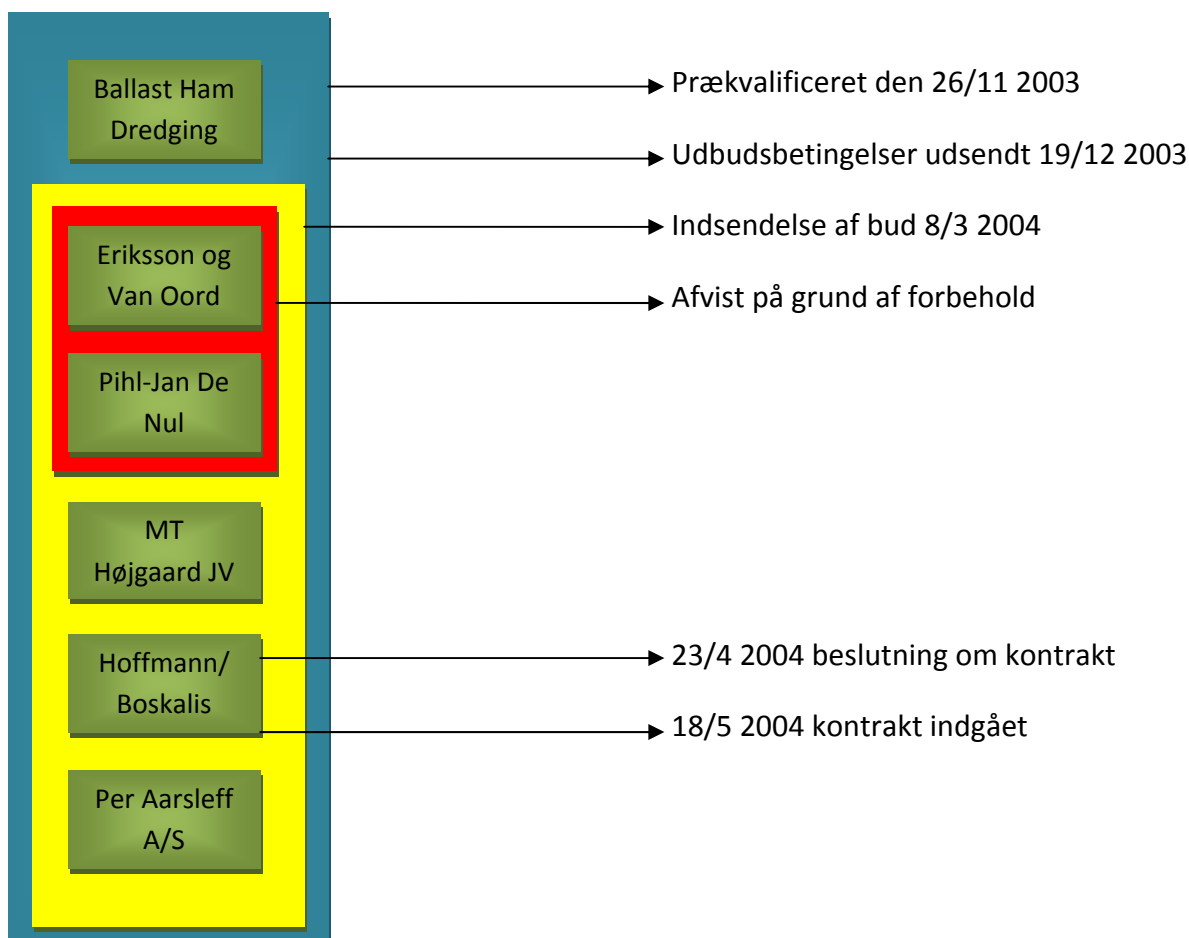 Ballast Ham
Dredging
Prækvalificeret den 26/11 2003
Udbudsbetingelser udsendt 19/12 2003
Eriksson og
Van Oord
Indsendelse af bud 8/3 2004
Afvist på grund af forbehold
Pihl-Jan De
Nul
MT
Højgaard JV
Hoffmann/
Boskalis
23/4 2004 beslutning om kontrakt
18/5 2004 kontrakt indgået
Per Aarsleff
A/S